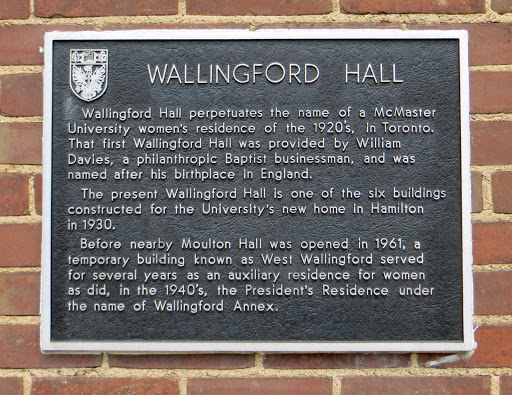 WALLINGFORD HALL
Wallingford Hall perpetuates the name of a McMaster
University women's residence of the 1920's, in Toronto.
That first Wallingford Hall was provided by William
Davies, a philanthropic Baptist businessman, and was
named after his birthplace in England.
The present Wallingford Hall is one of the six buildings
constructed for the University's new home in Hamilton
in 1930.
Before nearby Moulton Hall was opened in 1961, a
temporary building known as West Wallingford served
for several years as an auxiliary residence for women
as did, in the 1940's, the President's Residence under
the name of Wallingford Annex.